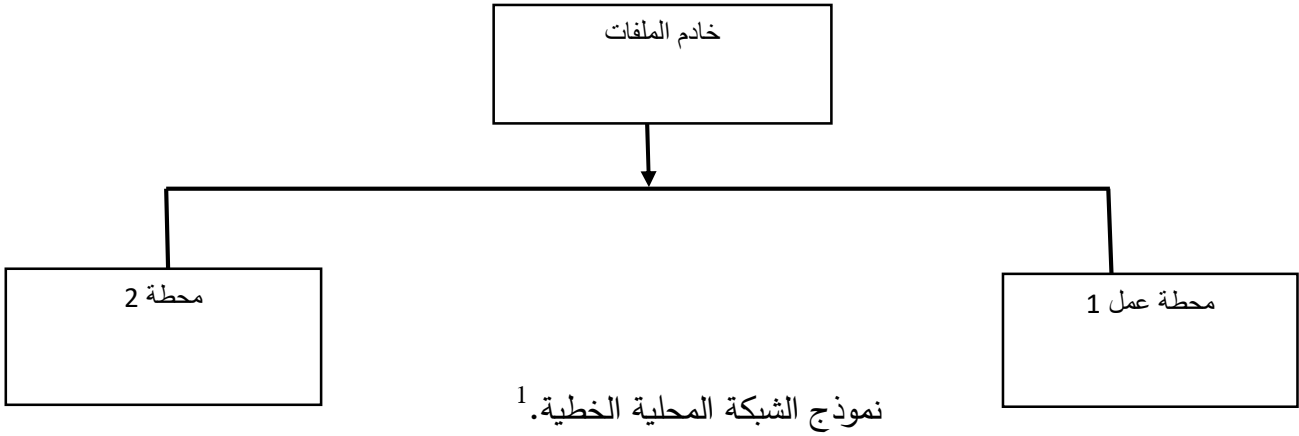 خادم الملفات
محطة عمل 1
محطة 2
نموذج الشبكة المحلية الخطية.1